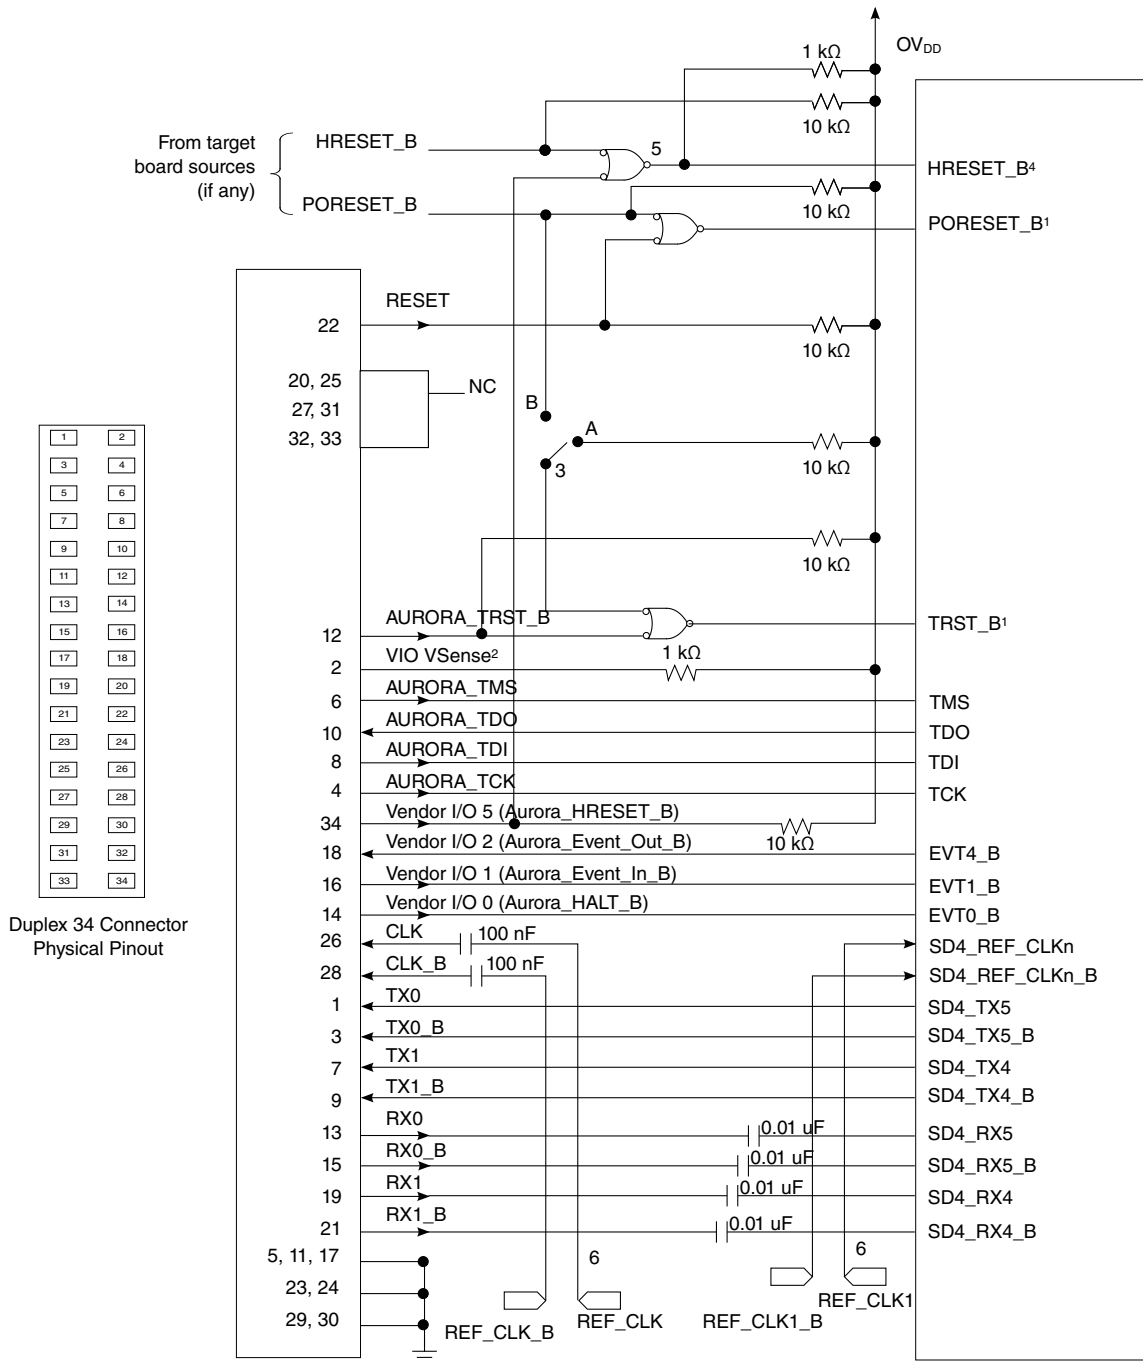 OVDD
1 kΩ
10 kΩ
From target
board sources
(if any)
HRESET_B
5
HRESET_B4
PORESET_B
10 kΩ
PORESET_B1
RESET
22
10 kΩ
20, 25
27, 31
32, 33
NC
B
A
3
10 kΩ
10 kΩ
12
AURORA_TRST_B
TRST_B1
2
VIO VSense2
1 kΩ
6
AURORA_TMS
TMS
10
AURORA_TDO
TDO
8
AURORA_TDI
TDI
4
AURORA_TCK
TCK
34
Vendor I/O 5 (Aurora_HRESET_B)
10 kΩ
18
Vendor I/O 2 (Aurora_Event_Out_B)
EVT4_B
16
Vendor I/O 1 (Aurora_Event_In_B)
EVT1_B
14
Vendor I/O 0 (Aurora_HALT_B)
EVT0_B
26
CLK
100 nF
SD4_REF_CLKn
28
CLK_B
100 nF
SD4_REF_CLKn_B
1
TX0
SD4_TX5
3
TX0_B
SD4_TX5_B
7
TX1
SD4_TX4
9
TX1_B
SD4_TX4_B
13
RX0
0.01 uF
SD4_RX5
15
RX0_B
0.01 uF
SD4_RX5_B
19
RX1
0.01 uF
SD4_RX4
21
RX1_B
0.01 uF
SD4_RX4_B
5, 11, 17
23, 24
29, 30
6
6
REF_CLK_B
REF_CLK
REF_CLK1_B
REF_CLK1
1 2
3 4
5 6
7 8
9 10
11 12
13 14
15 16
17 18
19 20
21 22
23 24
25 26
27 28
29 30
31 32
33 34
Duplex 34 Connector
Physical Pinout